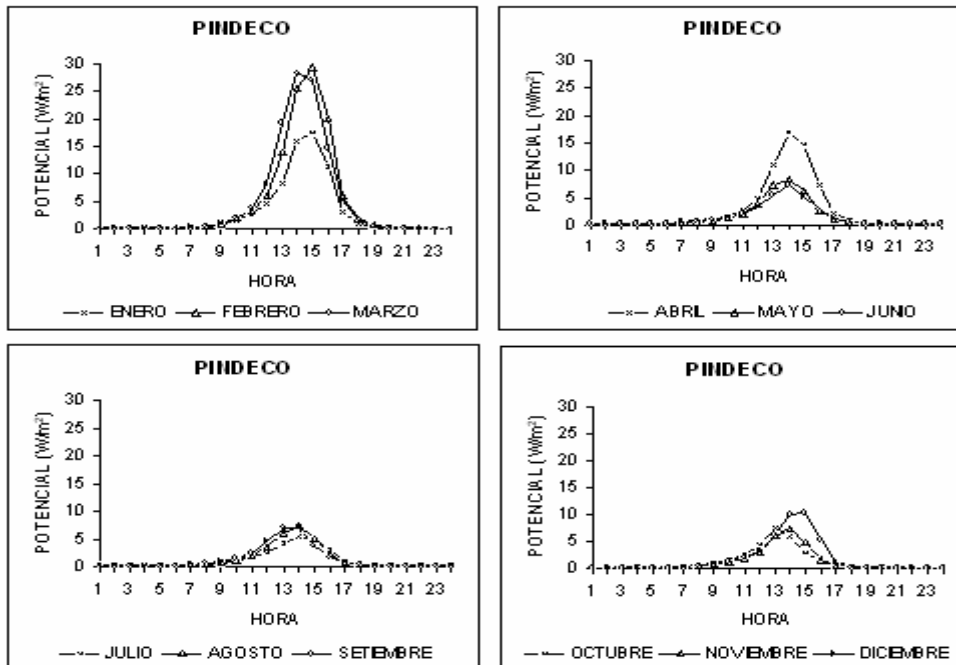 PINDECO
POTENCIAL (W/m²)
30
25
20
15
10
5
0
1 3 5 7 9 11 13 15 17 19 21 23
HORA
ENERO FEBRERO MARZO
PINDECO
POTENCIAL (W/m²)
30
25
20
15
10
5
0
1 3 5 7 9 11 13 15 17 19 21 23
HORA
ABRIL MAYO JUNIO
PINDECO
POTENCIAL (W/m²)
30
25
20
15
10
5
0
1 3 5 7 9 11 13 15 17 19 21 23
HORA
JULIO AGOSTO SETIEMBRE
PINDECO
POTENCIAL (W/m²)
30
25
20
15
10
5
0
1 3 5 7 9 11 13 15 17 19 21 23
HORA
OCTUBRE NOVIEMBRE DICIEMBRE